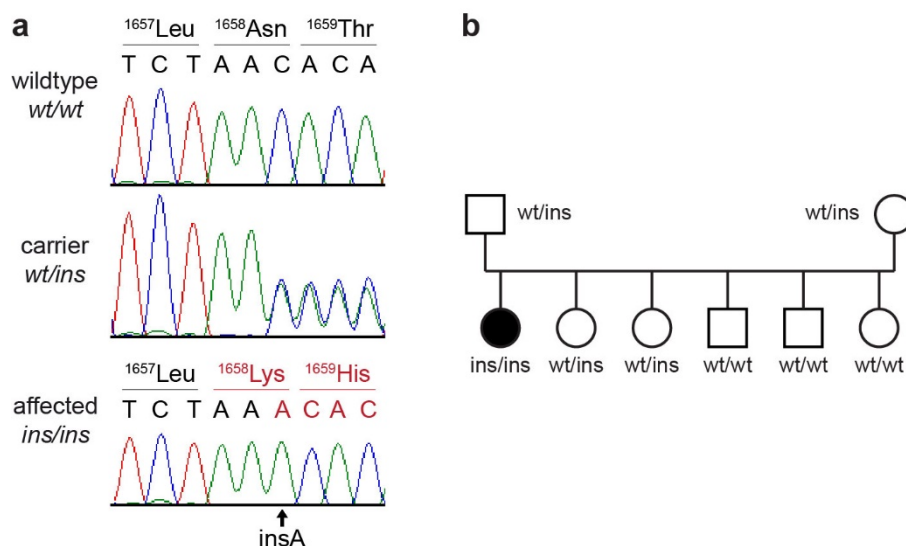 a
¹⁶⁵⁷Leu ¹⁶⁵⁸Asn ¹⁶⁵⁹Thr
T C T A A C A C A
wildtype
wt/wt
carrier
wt/ins
¹⁶⁵⁷Leu ¹⁶⁵⁸Lys ¹⁶⁵⁹His
T C T A A A C A C
affected
ins/ins
insA
b
wt/ins wt/ins
ins/ins wt/ins wt/ins wt/wt wt/wt wt/wt